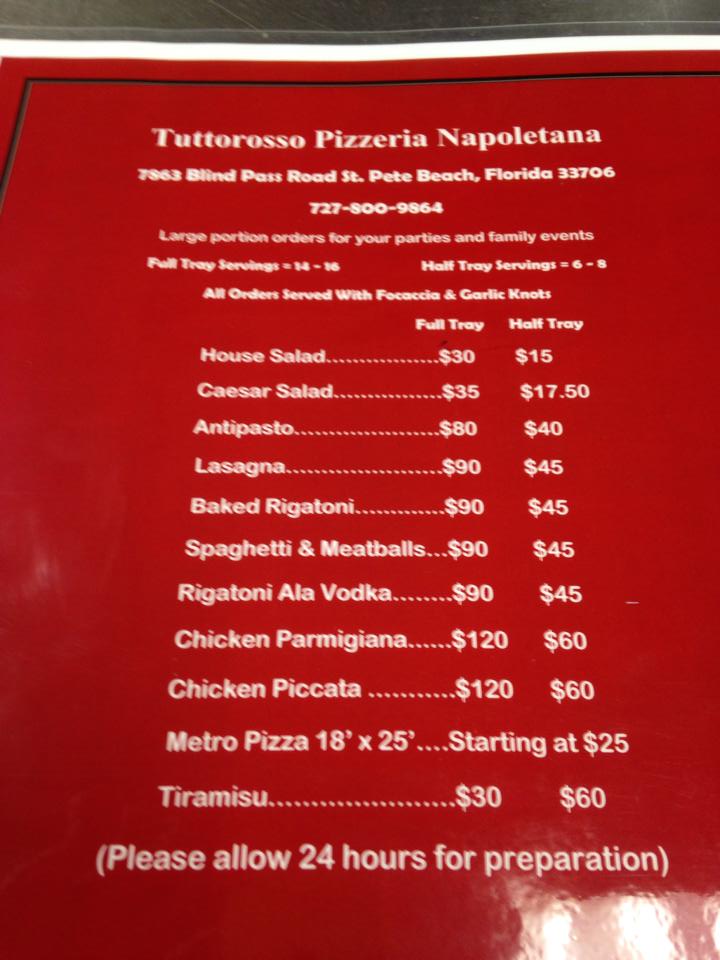 Tuttorosso Pizzeria Napoletana
7863 Blind Pass Road St. Pete Beach, Florida 33706
727-800-9864
Large portion orders for your parties and family events
Full Tray Servings = 14 - 16 Half Tray Servings = 6 - 8
All Orders Served With Focaccia & Garlic Knots
Full Tray Half Tray
House Salad.................$30 $15
Caesar Salad................$35 $17.50
Antipasto......................$80 $40
Lasagna.......................$90 $45
Baked Rigatoni.............$90 $45
Spaghetti & Meatballs...$90 $45
Rigatoni Ala Vodka........$90 $45
Chicken Parmigiana......$120 $60
Chicken Piccata ...........$120 $60
Metro Pizza 18' x 25'....Starting at $25
Tiramisu......................$30 $60
(Please allow 24 hours for preparation)